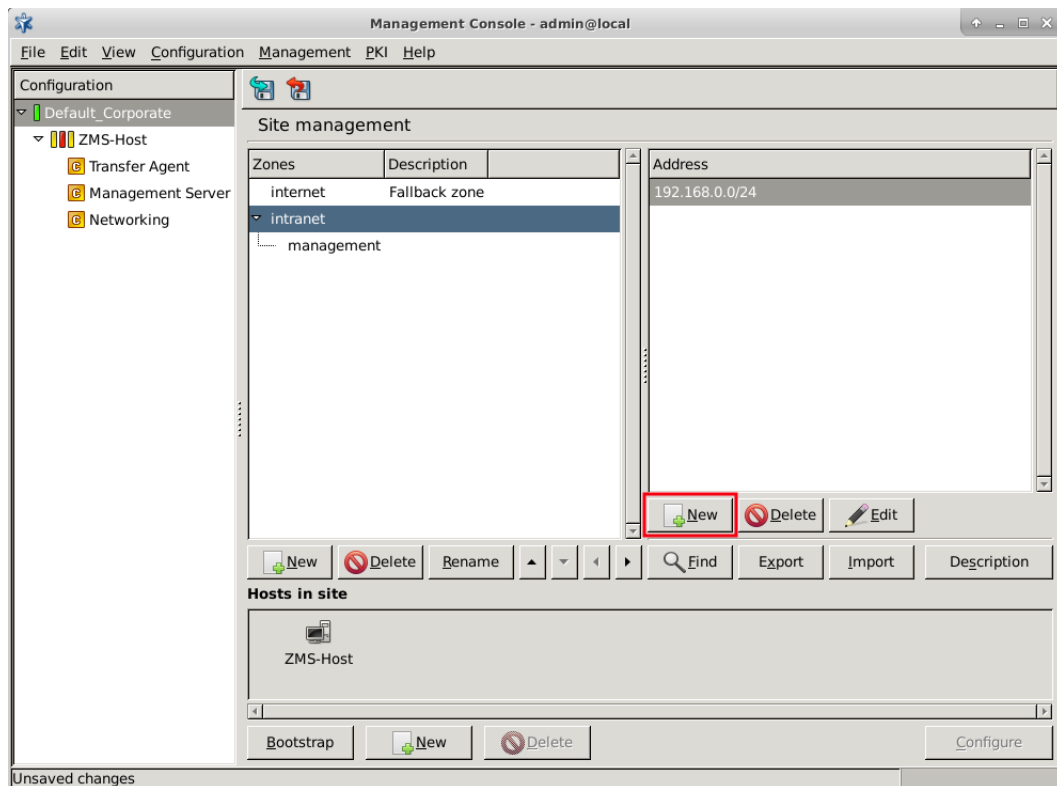 Management Console - admin@local
File Edit View Configuration Management PKI Help
Configuration
Default_Corporate
ZMS-Host
Transfer Agent
Management Server
Networking
Site management
Zones Description
internet Fallback zone
intranet
management
Address
192.168.0.0/24
New Delete Edit
New Delete Rename Find Export Import Description
Hosts in site
ZMS-Host
Bootstrap New Delete Configure
Unsaved changes